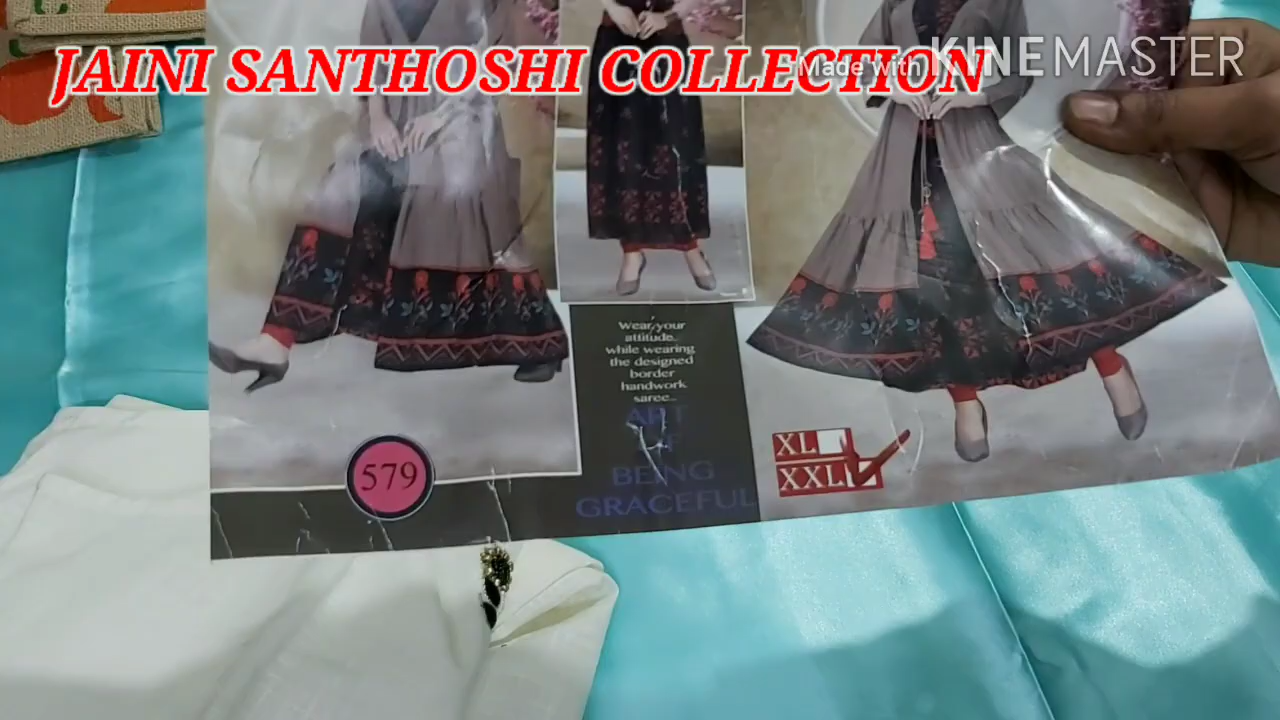 JAINI SANTHOSHI COLLECTION
Made with KINEMASTER
Wear your
attitude..
while wearing
the designed
border
handwork
saree..
ART
OF
BEING
GRACEFUL
579
XL
XXL